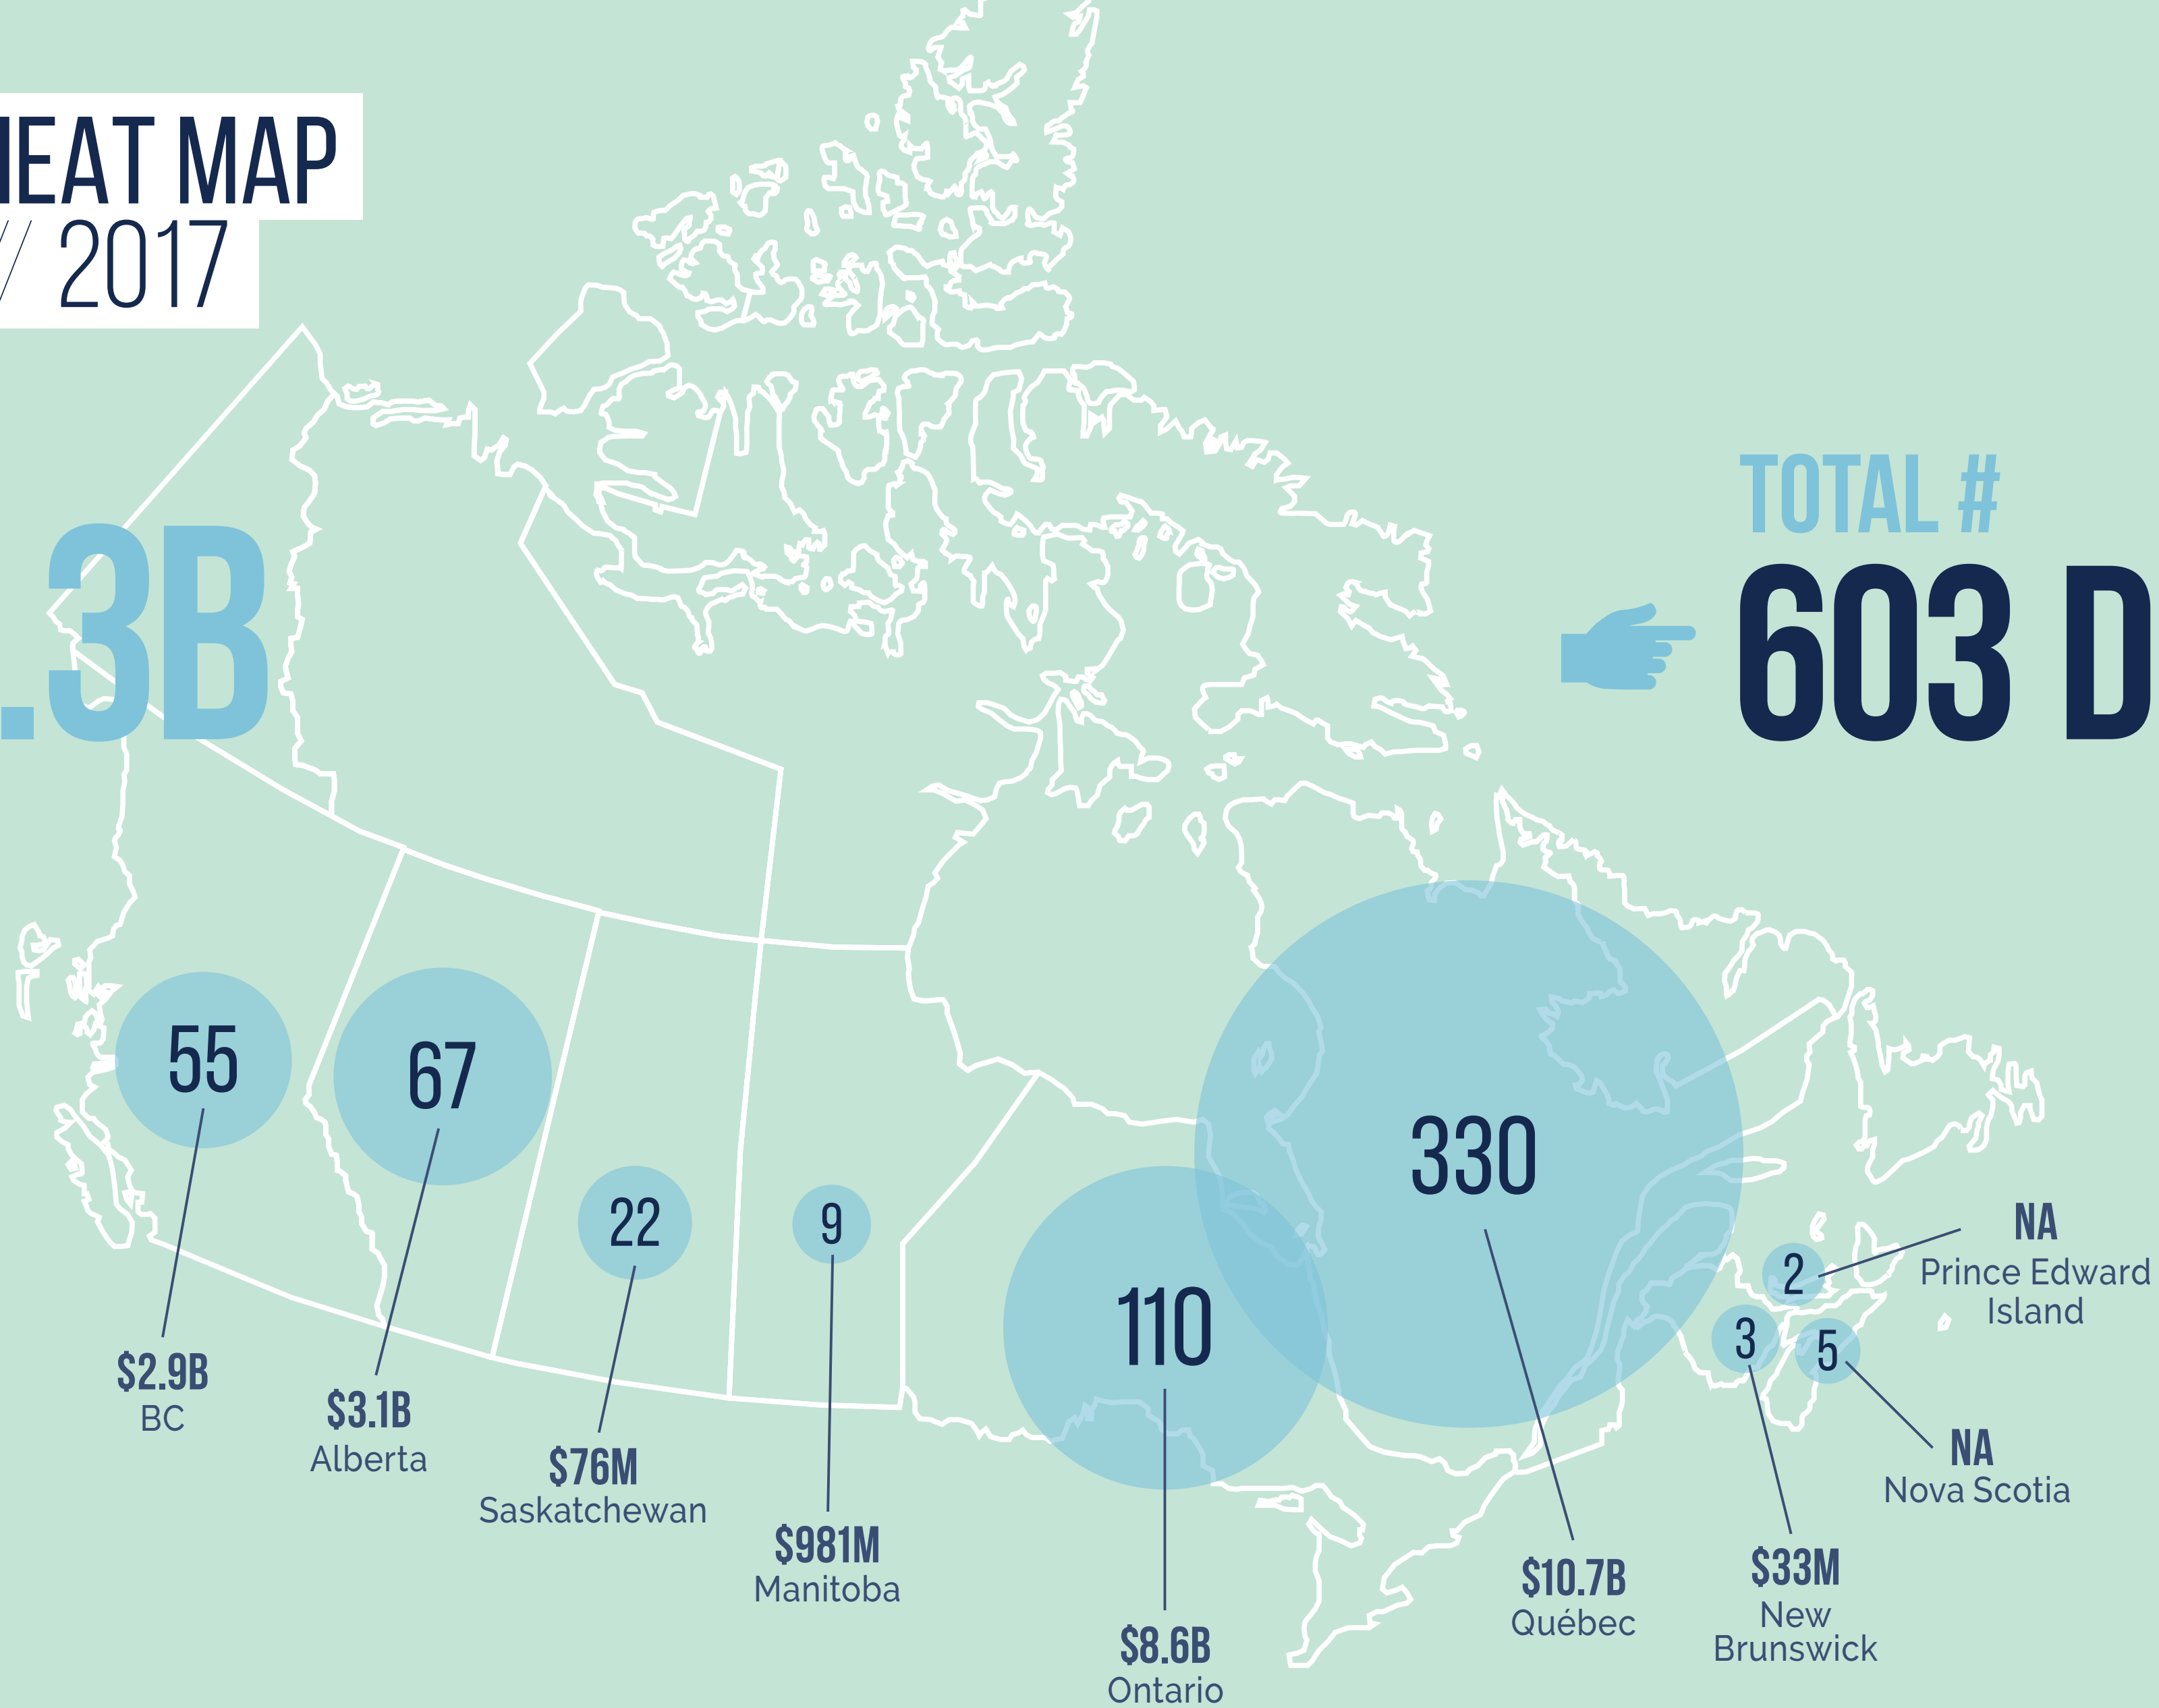 HEAT MAP
// 2017
.3B
TOTAL #
603 D
55
67
22
9
110
330
2
3
5
$2.9B
BC
$3.1B
Alberta
$76M
Saskatchewan
$981M
Manitoba
$8.6B
Ontario
$10.7B
Québec
$33M
New
Brunswick
NA
Nova Scotia
NA
Prince Edward
Island